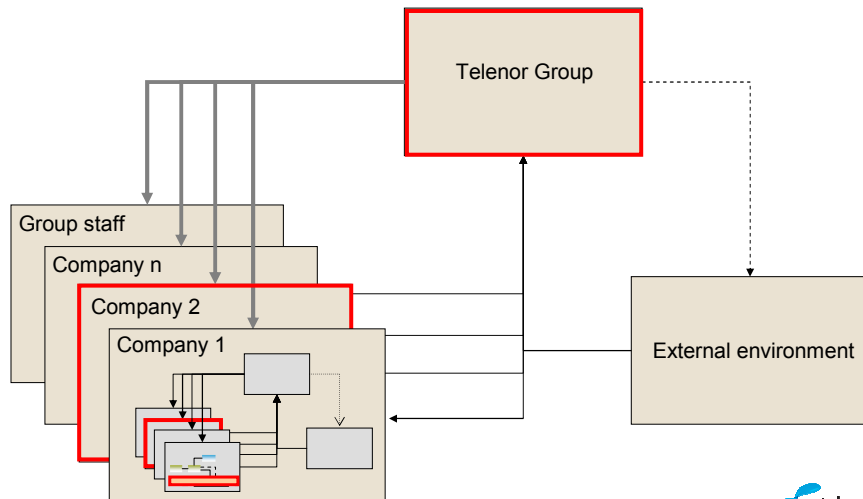 Telenor Group
Group staff
Company n
Company 2
Company 1
External environment